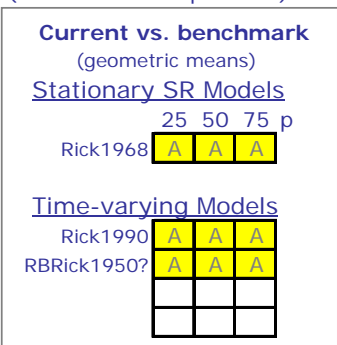 Current vs. benchmark
(geometric means)
Stationary SR Models
25 50 75 p
Rick1968 A A A
Time-varying Models
Rick1990 A A A
RBRick1950? A A A